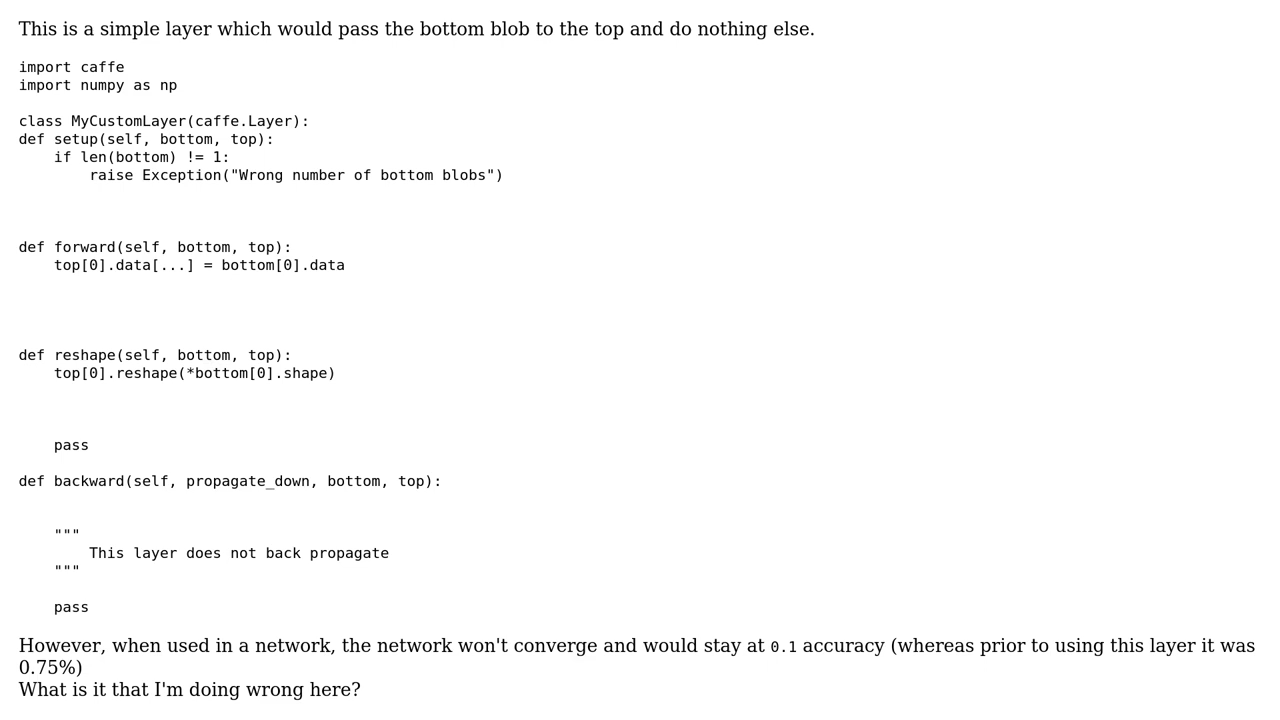 This is a simple layer which would pass the bottom blob to the top and do nothing else.
import caffe
import numpy as np
class MyCustomLayer(caffe.Layer):
def setup(self, bottom, top):
    if len(bottom) != 1:
        raise Exception("Wrong number of bottom blobs")
def forward(self, bottom, top):
    top[0].data[...] = bottom[0].data
def reshape(self, bottom, top):
    top[0].reshape(*bottom[0].shape)
    pass
def backward(self, propagate_down, bottom, top):
    """
        This layer does not back propagate
    """
    pass
However, when used in a network, the network won't converge and would stay at 0.1 accuracy (whereas prior to using this layer it was
0.75%)
What is it that I'm doing wrong here?